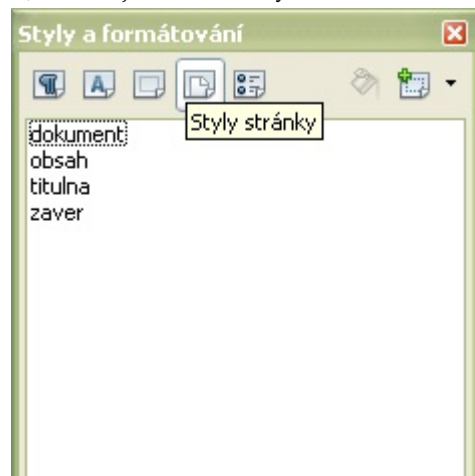 Styly a formátování
Styly stránky
dokument
obsah
titulna
zaver